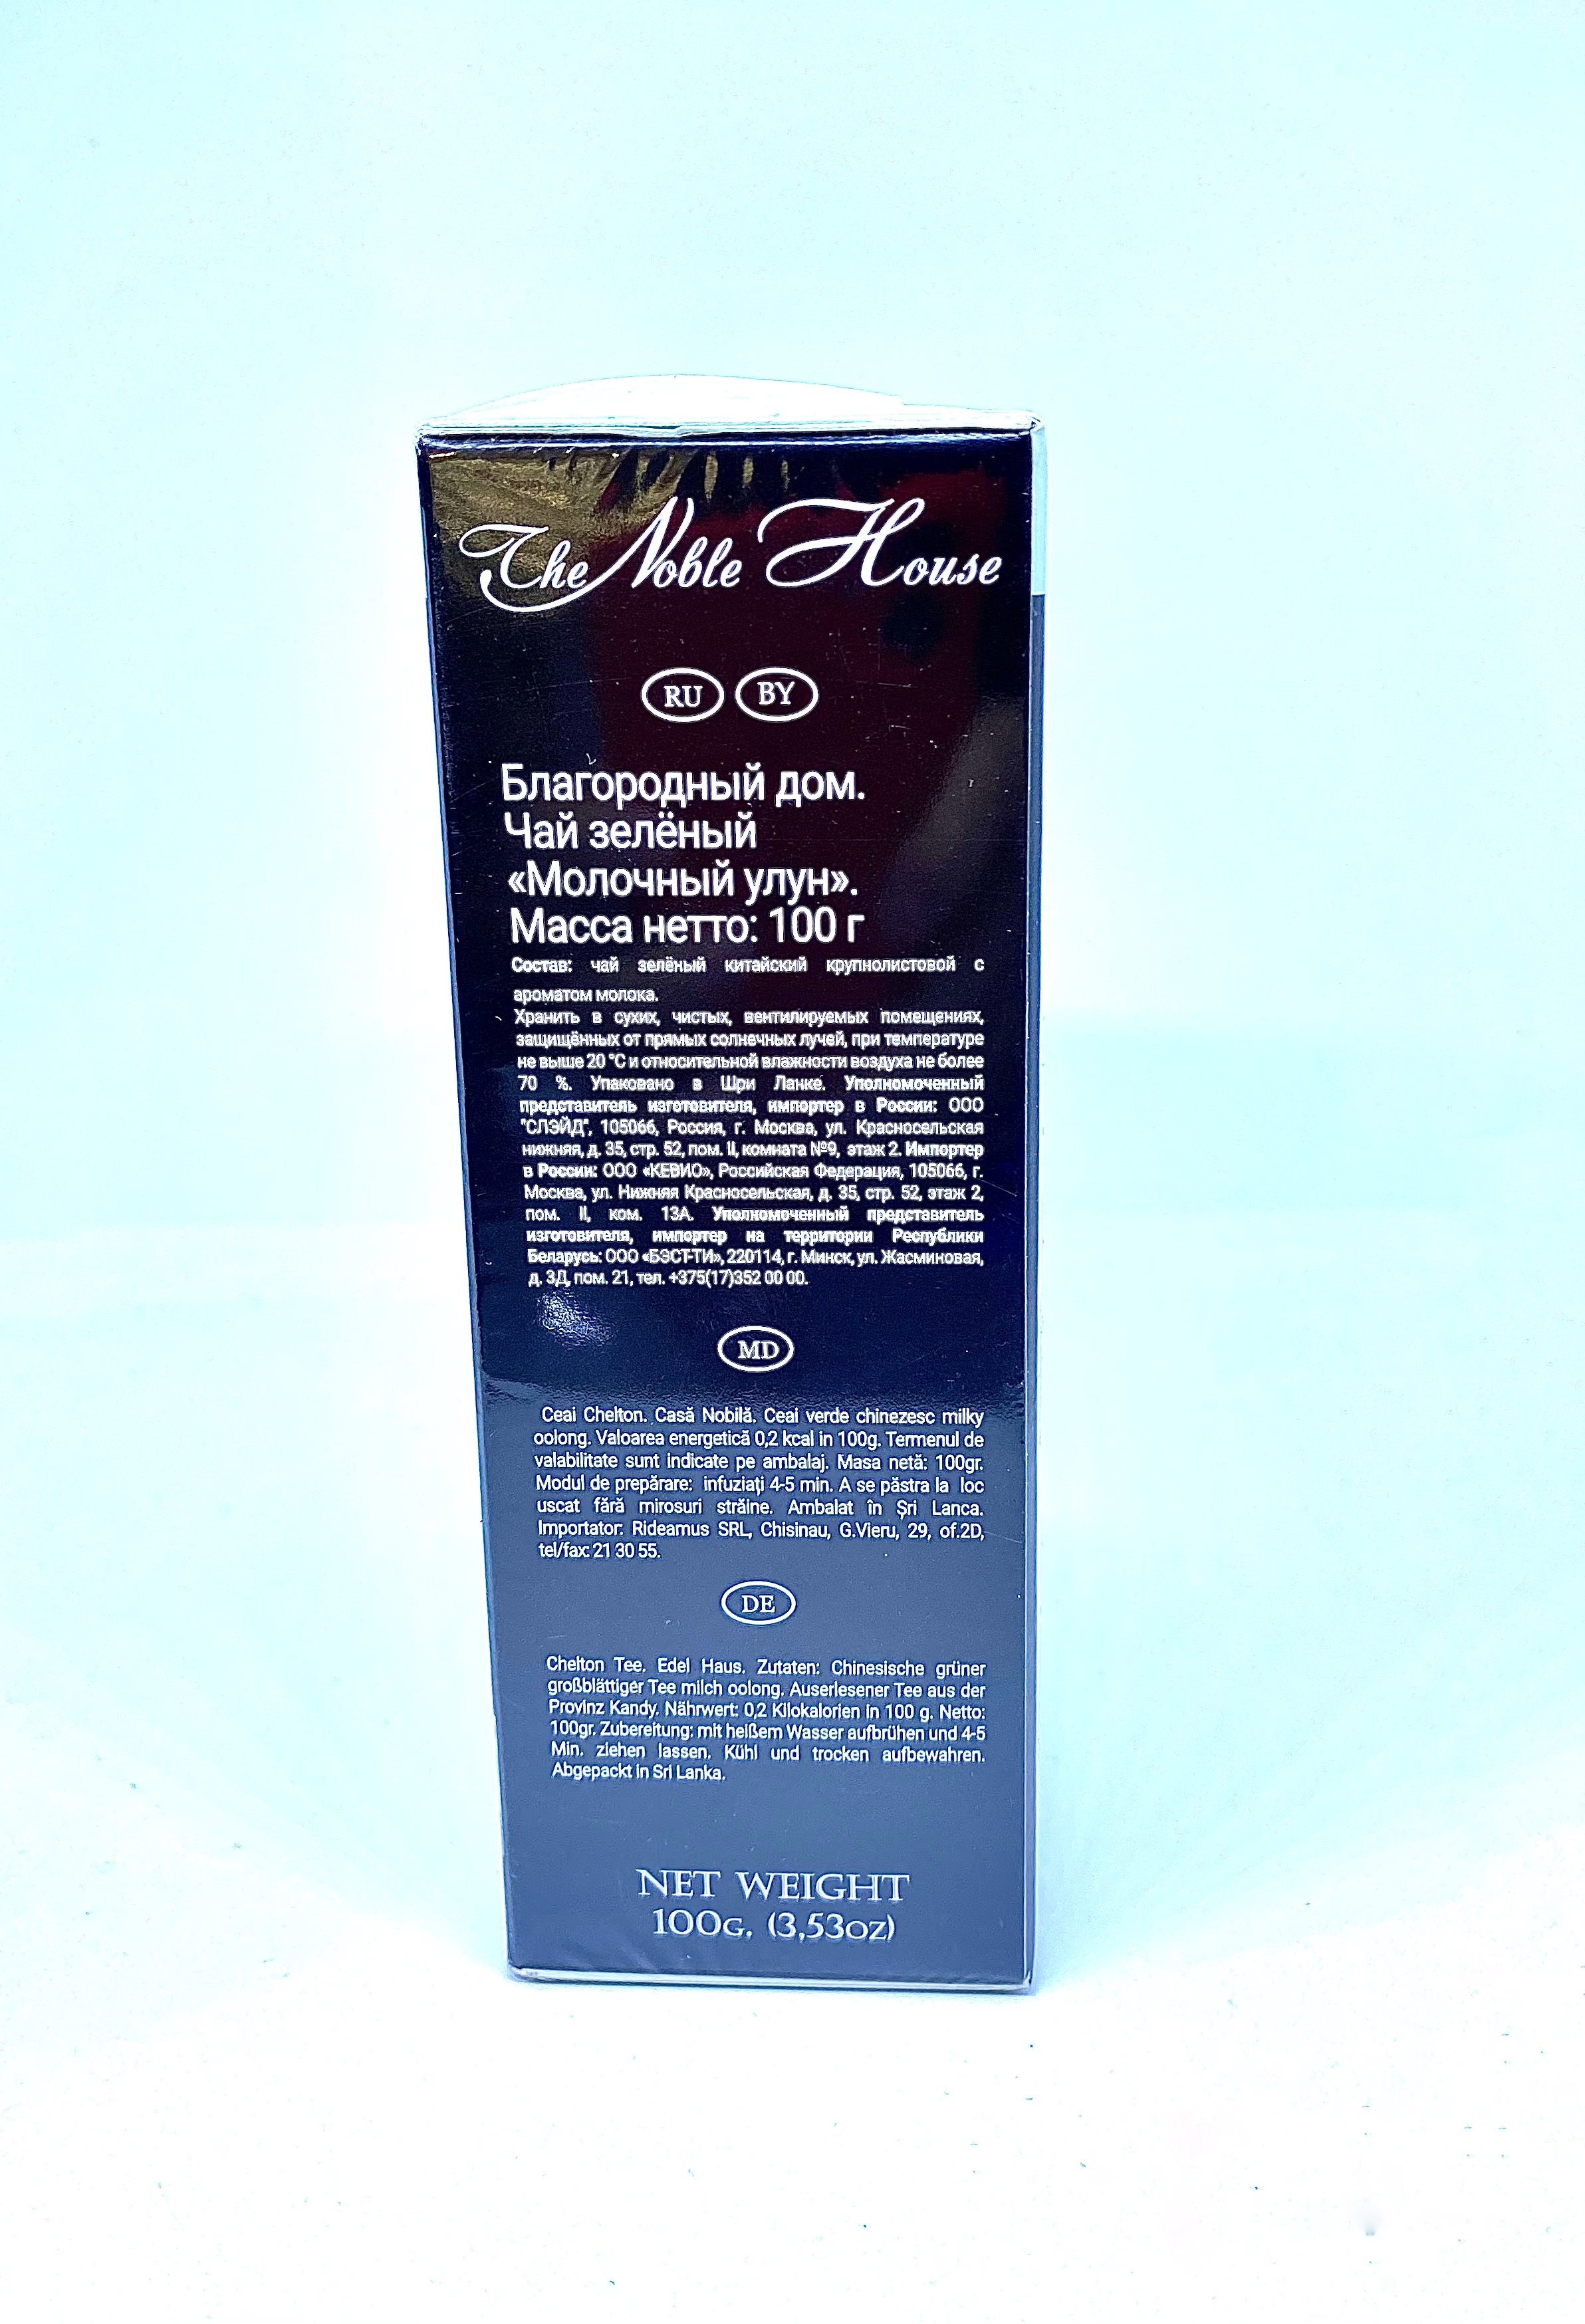 The Noble House
RU BY
Благородный дом.
Чай зелёный
«Молочный улун».
Масса нетто: 100 г
Состав: чай зелёный китайский крупнолистовой с
ароматом молока.
Хранить в сухих, чистых, вентилируемых помещениях,
защищённых от прямых солнечных лучей, при температуре
не выше 20 °С и относительной влажности воздуха не более
70 %. Упаковано в Шри Ланке. Уполномоченный
представитель изготовителя, импортер в России: ООО
"СЛЭЙД", 105066, Россия, г. Москва, ул. Красносельская
нижняя, д. 35, стр. 52, пом. II, комната №9, этаж 2. Импортер
в России: ООО «КЕВИО», Российская Федерация, 105066, г.
Москва, ул. Нижняя Красносельская, д. 35, стр. 52, этаж 2,
пом. II, ком. 13А. Уполномоченный представитель
изготовителя, импортер на территории Республики
Беларусь: ООО «БЭСТ-ТИ», 220114, г. Минск, ул. Жасминовая,
д. 3Д, пом. 21, тел. +375(17)352 00 00.
MD
Ceai Chelton. Casă Nobilă. Ceai verde chinezesc milky
oolong. Valoarea energetică 0,2 kcal in 100g. Termenul de
valabilitate sunt indicate pe ambalaj. Masa netă: 100gr.
Modul de prepărare: infuziați 4-5 min. A se păstra la loc
uscat fără mirosuri străine. Ambalat în Şri Lanca.
Importator: Rideamus SRL, Chisinau, G.Vieru, 29, of.2D,
tel/fax: 21 30 55.
DE
Chelton Tee. Edel Haus. Zutaten: Chinesische grüner
großblättiger Tee milch oolong. Auserlesener Tee aus der
Provinz Kandy. Nährwert: 0,2 Kilokalorien in 100 g. Netto:
100gr. Zubereitung: mit heißem Wasser aufbrühen und 4-5
Min. ziehen lassen. Kühl und trocken aufbewahren.
Abgepackt in Sri Lanka.
NET WEIGHT
100G. (3,53OZ)